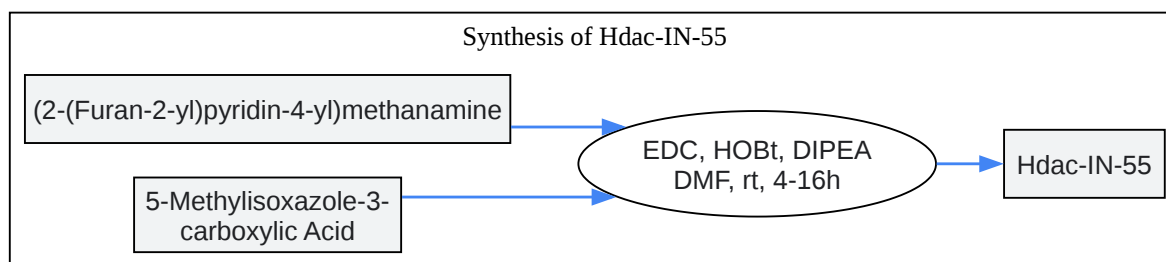 Synthesis of Hdac-IN-55
(2-(Furan-2-yl)pyridin-4-yl)methanamine
5-Methylisoxazole-3-
carboxylic Acid
EDC, HOBt, DIPEA
DMF, rt, 4-16h
Hdac-IN-55